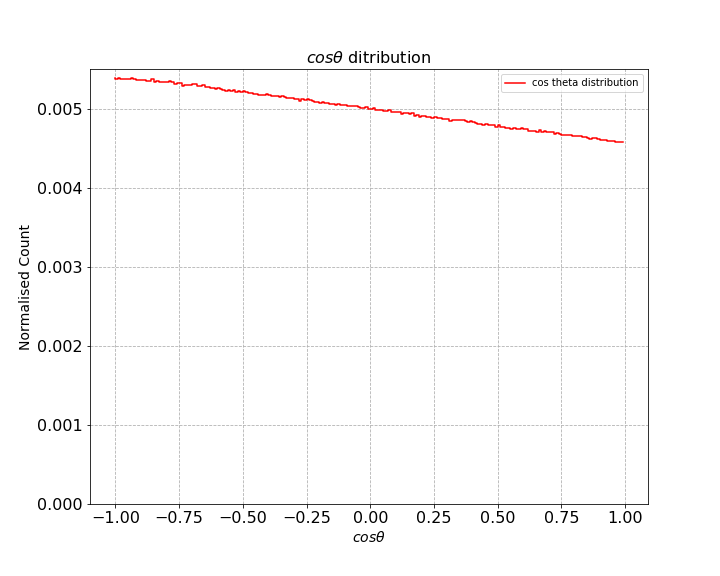 cosθ ditribution
cos theta distribution
Normalised Count
0.005
0.004
0.003
0.002
0.001
0.000
−1.00 −0.75 −0.50 −0.25 0.00 0.25 0.50 0.75 1.00
cosθ